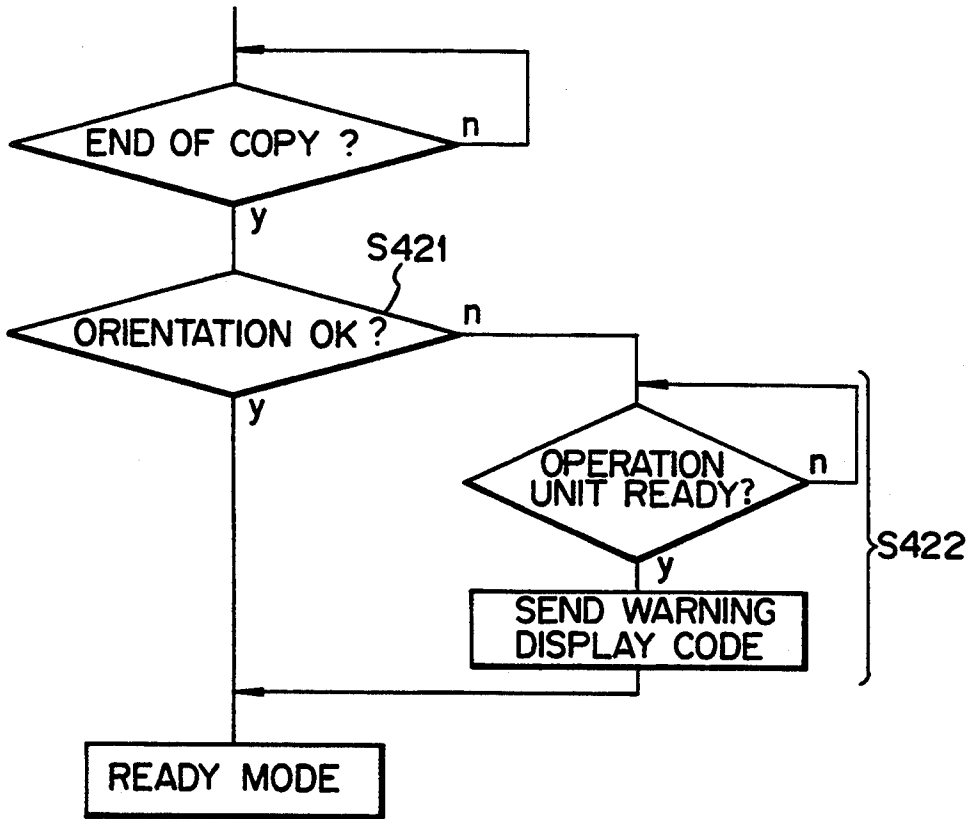 END OF COPY ?
n
y
S421
ORIENTATION OK ?
n
y
OPERATION
UNIT READY?
n
y
S422
SEND WARNING
DISPLAY CODE
READY MODE